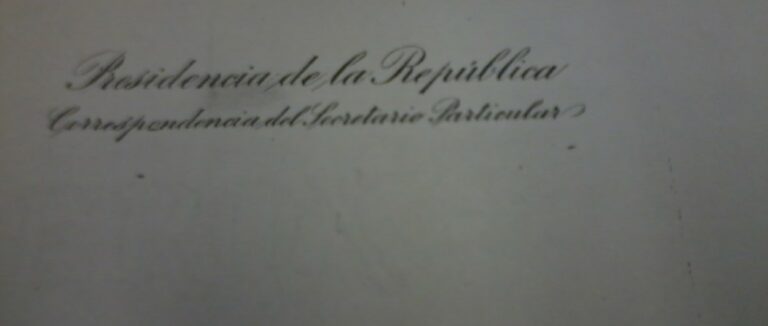 Presidencia de la República
Correspondencia del Secretario Particular